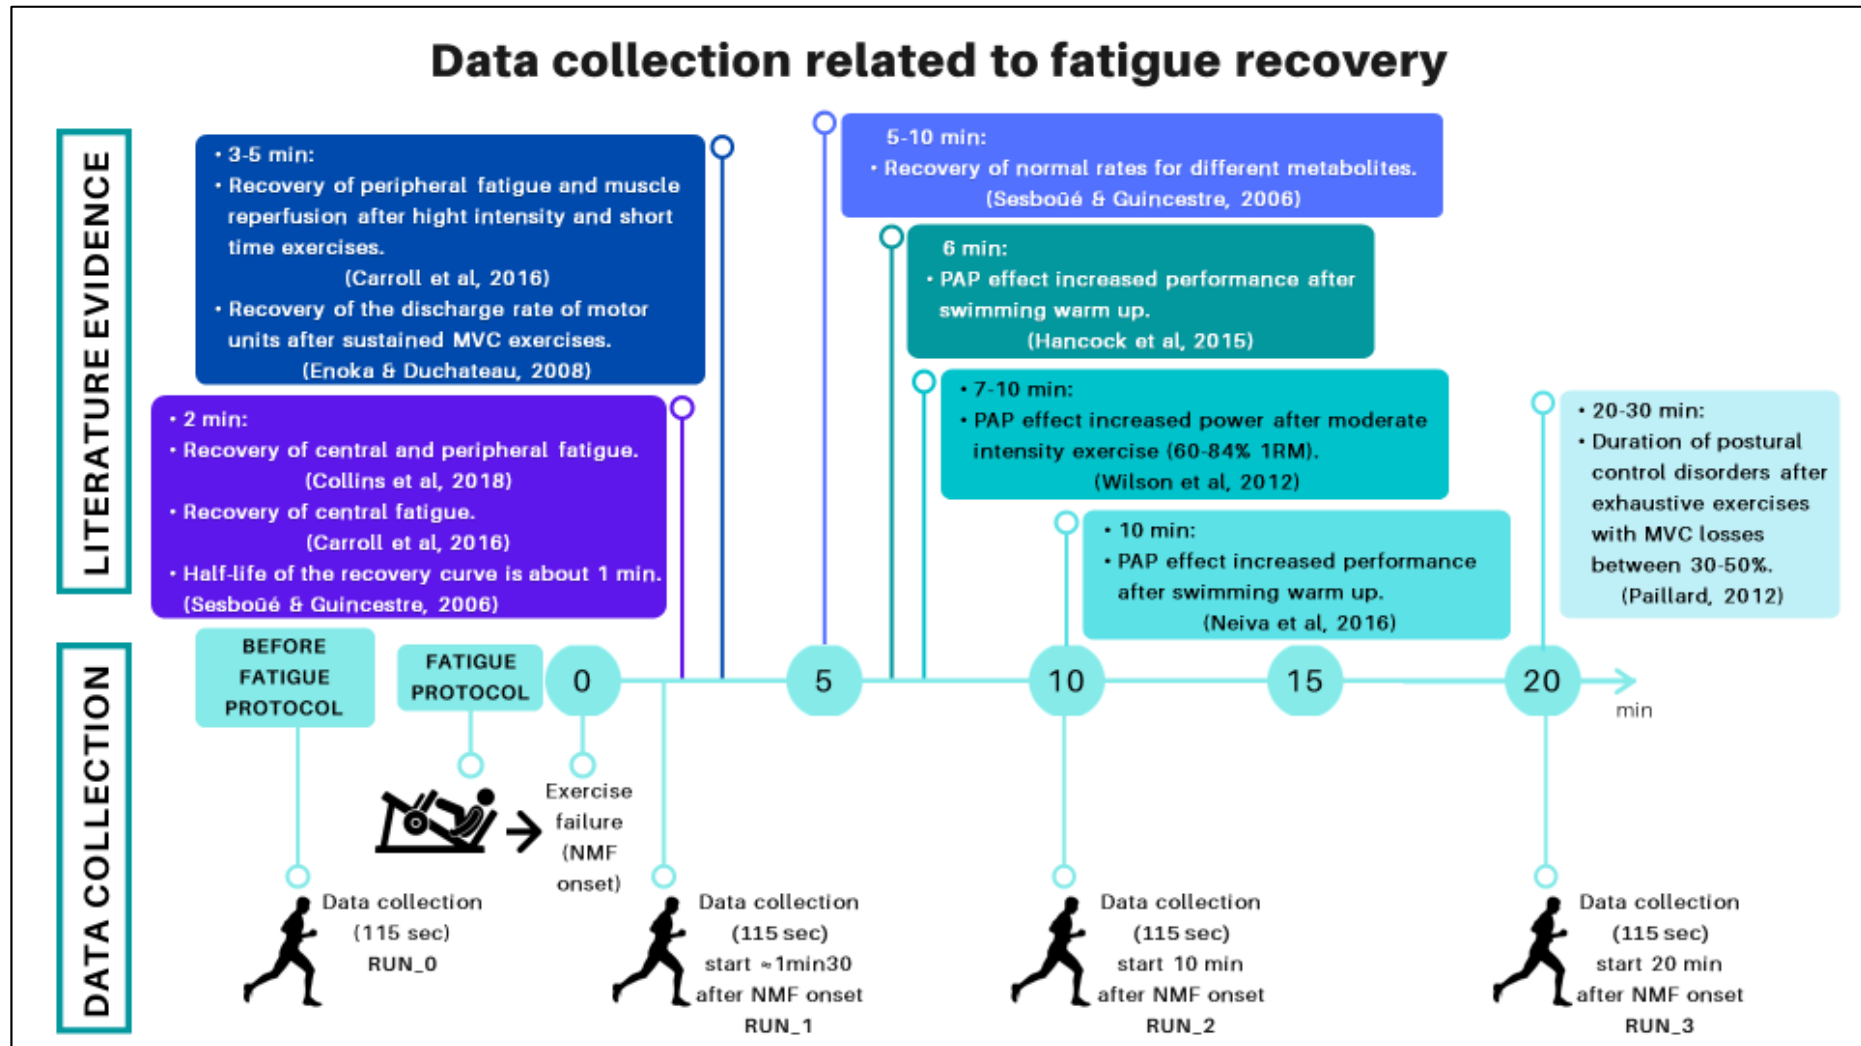 Data collection related to fatigue recovery
LITERATURE EVIDENCE
• 3-5 min:
• Recovery of peripheral fatigue and muscle
reperfusion after hight intensity and short
time exercises.
(Carroll et al, 2016)
• Recovery of the discharge rate of motor
units after sustained MVC exercises.
(Enoka & Duchateau, 2008)
• 2 min:
• Recovery of central and peripheral fatigue.
(Collins et al, 2018)
• Recovery of central fatigue.
(Carroll et al, 2016)
• Half-life of the recovery curve is about 1 min.
(Sesboüé & Guincestre, 2006)
5-10 min:
• Recovery of normal rates for different metabolites.
(Sesboüé & Guincestre, 2006)
6 min:
• PAP effect increased performance after
swimming warm up.
(Hancock et al, 2015)
• 7-10 min:
• PAP effect increased power after moderate
intensity exercise (60-84% 1RM).
(Wilson et al, 2012)
• 10 min:
• PAP effect increased performance
after swimming warm up.
(Neiva et al, 2016)
• 20-30 min:
• Duration of postural
control disorders after
exhaustive exercises
with MVC losses
between 30-50%.
(Paillard, 2012)
DATA COLLECTION
BEFORE
FATIGUE
PROTOCOL
FATIGUE
PROTOCOL
0
5
10
15
20
min
Exercise
failure
(NMF
onset)
Data collection
(115 sec)
RUN_0
Data collection
(115 sec)
start ≈1min30
after NMF onset
RUN_1
Data collection
(115 sec)
start 10 min
after NMF onset
RUN_2
Data collection
(115 sec)
start 20 min
after NMF onset
RUN_3